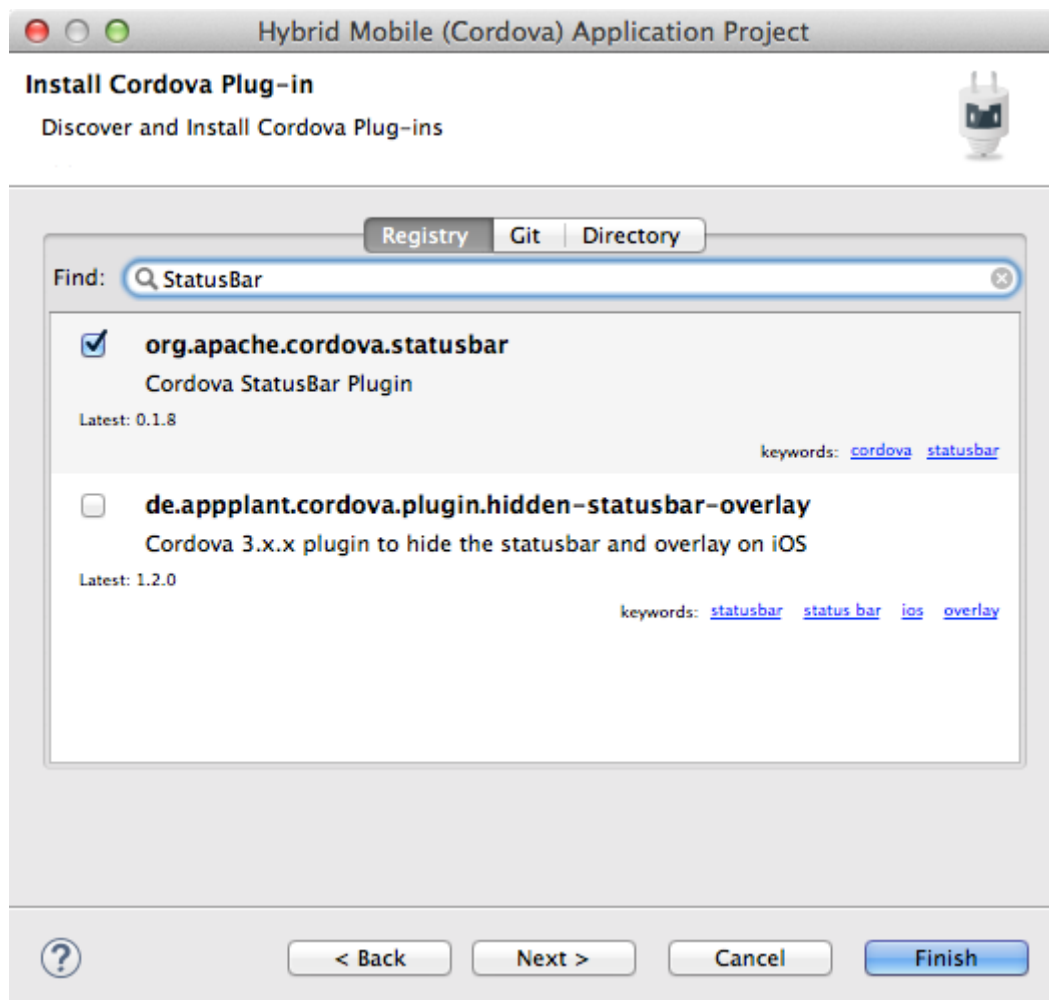 Hybrid Mobile (Cordova) Application Project
Install Cordova Plug-in
Discover and Install Cordova Plug-ins
Registry Git Directory
Find: StatusBar
org.apache.cordova.statusbar
Cordova StatusBar Plugin
Latest: 0.1.8
keywords: cordova statusbar
de.appplant.cordova.plugin.hidden-statusbar-overlay
Cordova 3.x.x plugin to hide the statusbar and overlay on iOS
Latest: 1.2.0
keywords: statusbar status bar ios overlay
? < Back Next > Cancel Finish